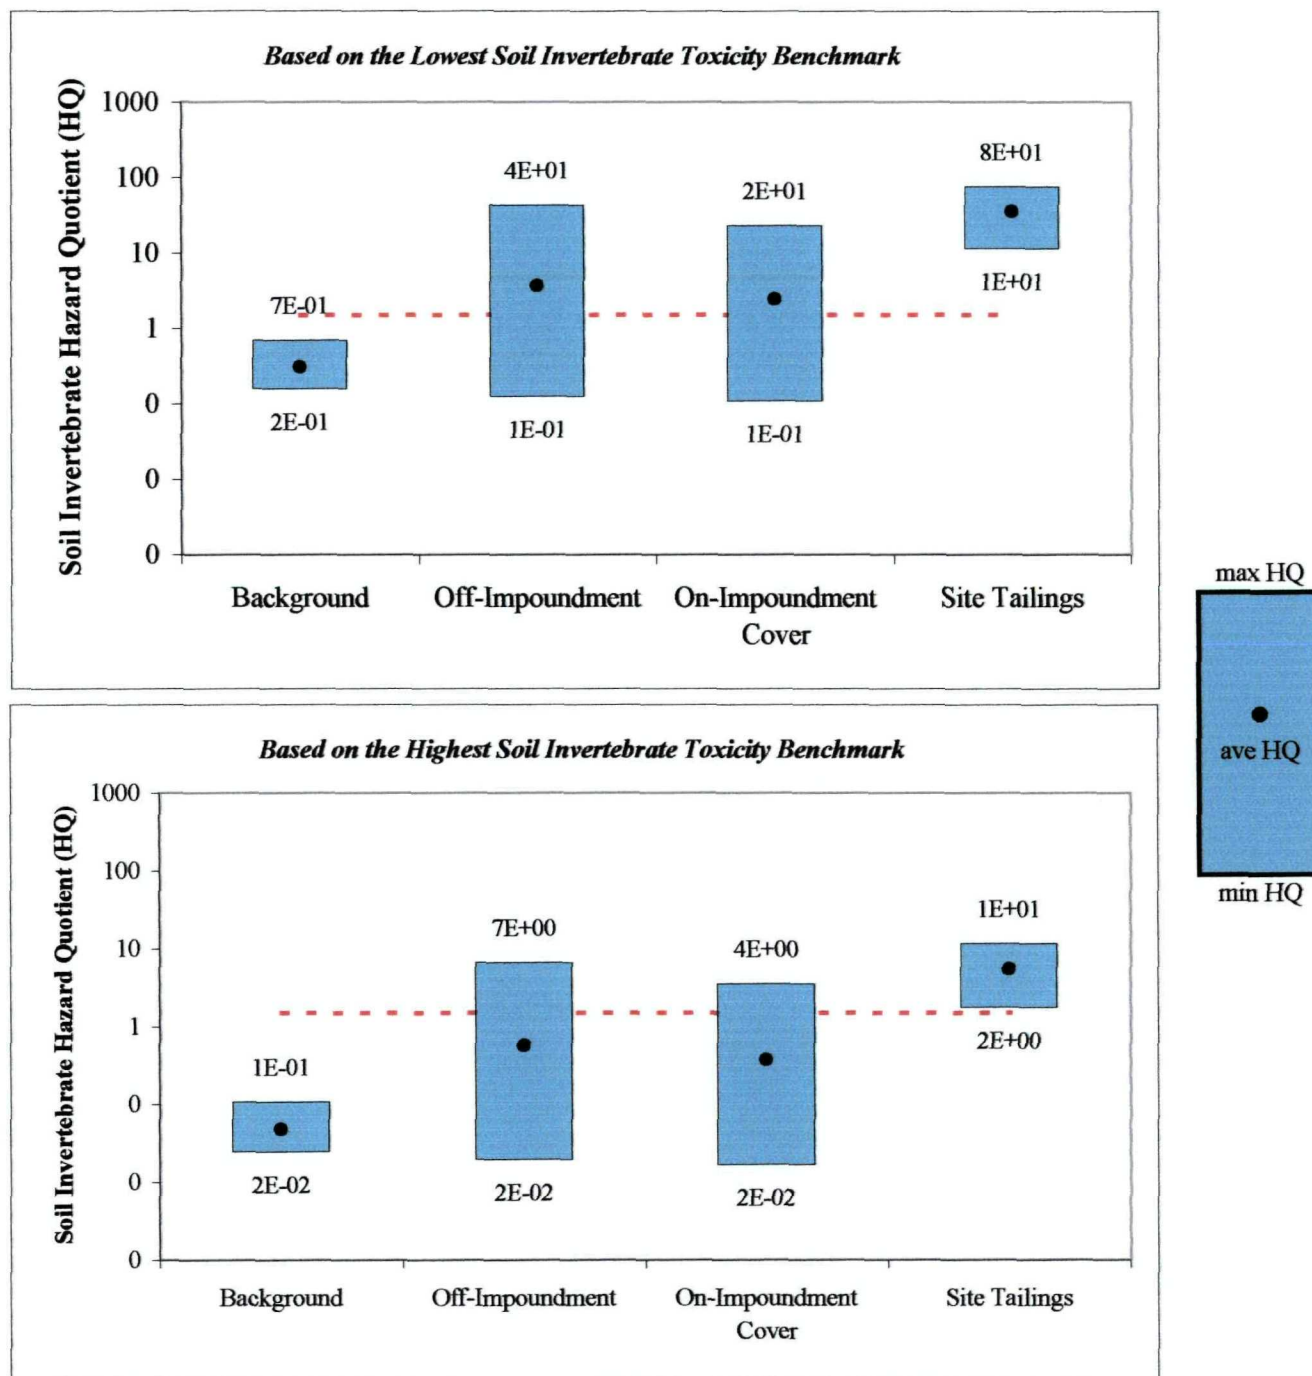 Based on the Lowest Soil Invertebrate Toxicity Benchmark
Soil Invertebrate Hazard Quotient (HQ)
1000
100
10
1
0
0
0
7E-01
2E-01
4E+01
1E-01
2E+01
1E-01
8E+01
1E+01
Background
Off-Impoundment
On-Impoundment
Cover
Site Tailings
max HQ
ave HQ
min HQ
Based on the Highest Soil Invertebrate Toxicity Benchmark
Soil Invertebrate Hazard Quotient (HQ)
1000
100
10
1
0
0
0
1E-01
2E-02
7E+00
2E-02
4E+00
2E-02
1E+01
2E+00
Background
Off-Impoundment
On-Impoundment
Cover
Site Tailings